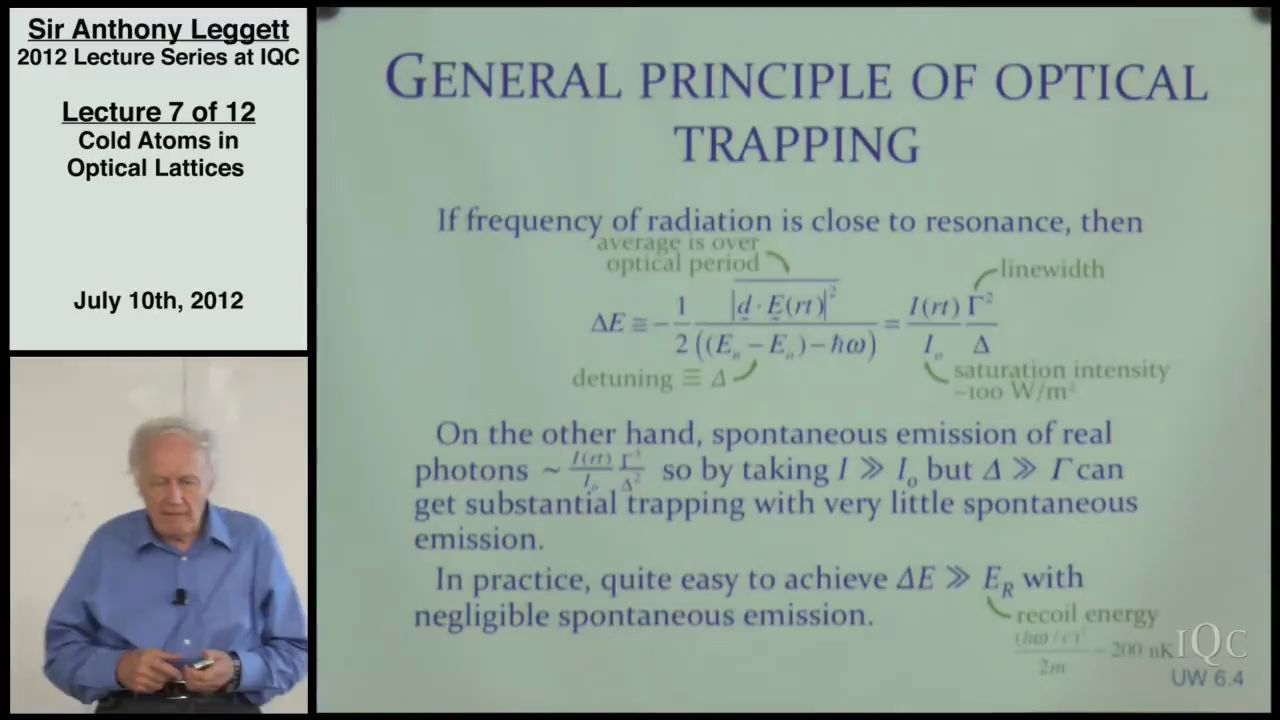 Sir Anthony Leggett
2012 Lecture Series at IQC
Lecture 7 of 12
Cold Atoms in
Optical Lattices
July 10th, 2012
GENERAL PRINCIPLE OF OPTICAL
TRAPPING
If frequency of radiation is close to resonance, then
average is over
optical period
linewidth
ΔE ≅ -1/2 |d · E(rt)|²/((Eₙ − Eₒ) − ħω) = I(rt)/Iₒ Γ²/Δ
detuning ≡ Δ
saturation intensity
~100 W/m²
On the other hand, spontaneous emission of real
photons ~ I(rt)/Iₒ Γ³/Δ² so by taking I ≫ Iₒ but Δ ≫ Γ can
get substantial trapping with very little spontaneous
emission.
In practice, quite easy to achieve ΔE ≫ E_R with
negligible spontaneous emission.
recoil energy
(ħω/c)²/2m ~ 200 nK
IQC
UW 6.4